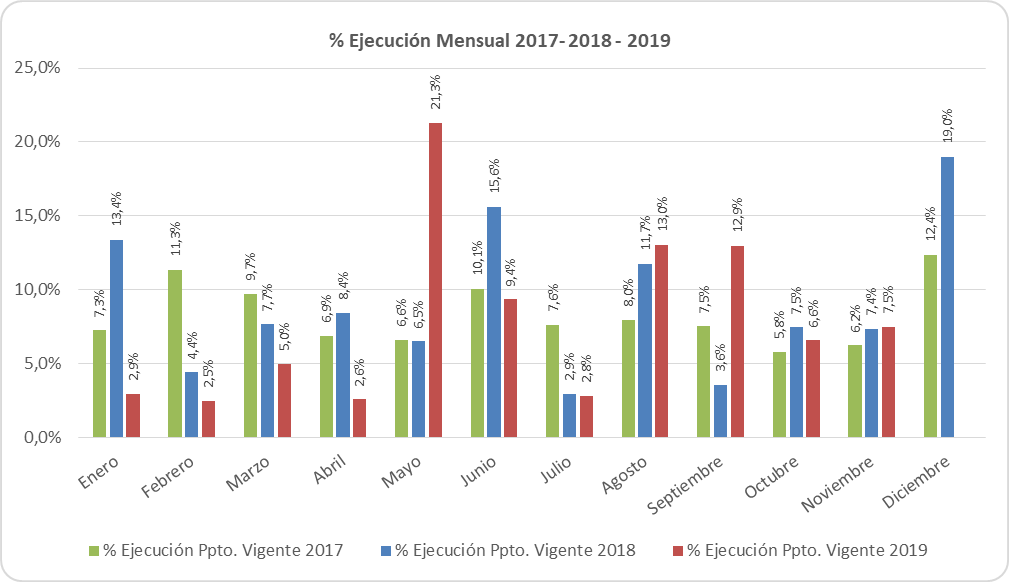 % Ejecución Mensual 2017- 2018 - 2019
25,0%
20,0%
15,0%
10,0%
5,0%
0,0%
7,3%
13,4%
2,9%
11,3%
4,4%
2,5%
9,7%
7,7%
5,0%
6,9%
8,4%
2,6%
6,6%
6,5%
21,3%
10,1%
15,6%
9,4%
7,6%
2,9%
2,8%
8,0%
11,7%
13,0%
7,5%
3,6%
12,9%
5,8%
7,5%
6,6%
6,2%
7,4%
7,5%
12,4%
19,0%
Enero
Febrero
Marzo
Abril
Mayo
Junio
Julio
Agosto
Septiembre
Octubre
Noviembre
Diciembre
% Ejecución Ppto. Vigente 2017
% Ejecución Ppto. Vigente 2018
% Ejecución Ppto. Vigente 2019